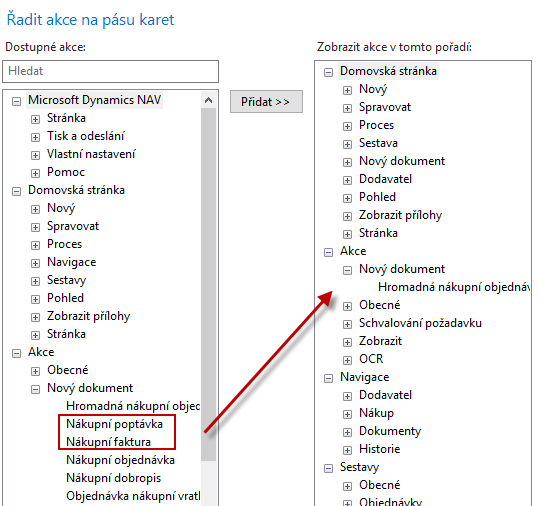 Řadit akce na pásu karet
Dostupné akce:
Hledat
Microsoft Dynamics NAV
Stránka
Tisk a odeslání
Vlastní nastavení
Pomoc
Domovská stránka
Nový
Spravovat
Proces
Navigace
Sestavy
Pohled
Zobrazit přílohy
Stránka
Akce
Obecné
Nový dokument
Hromadná nákupní objec
Nákupní poptávka
Nákupní faktura
Nákupní objednávka
Nákupní dobropis
Objednávka nákupní vratl
Přidat >>
Zobrazit akce v tomto pořadí:
Domovská stránka
Nový
Spravovat
Proces
Sestava
Nový dokument
Dodavatel
Pohled
Zobrazit přílohy
Stránka
Akce
Nový dokument
Hromadná nákupní objednáv
Obecné
Schvalování požadavku
Zobrazit
OCR
Navigace
Dodavatel
Nákup
Dokumenty
Historie
Sestavy
Obecné
Objednávky